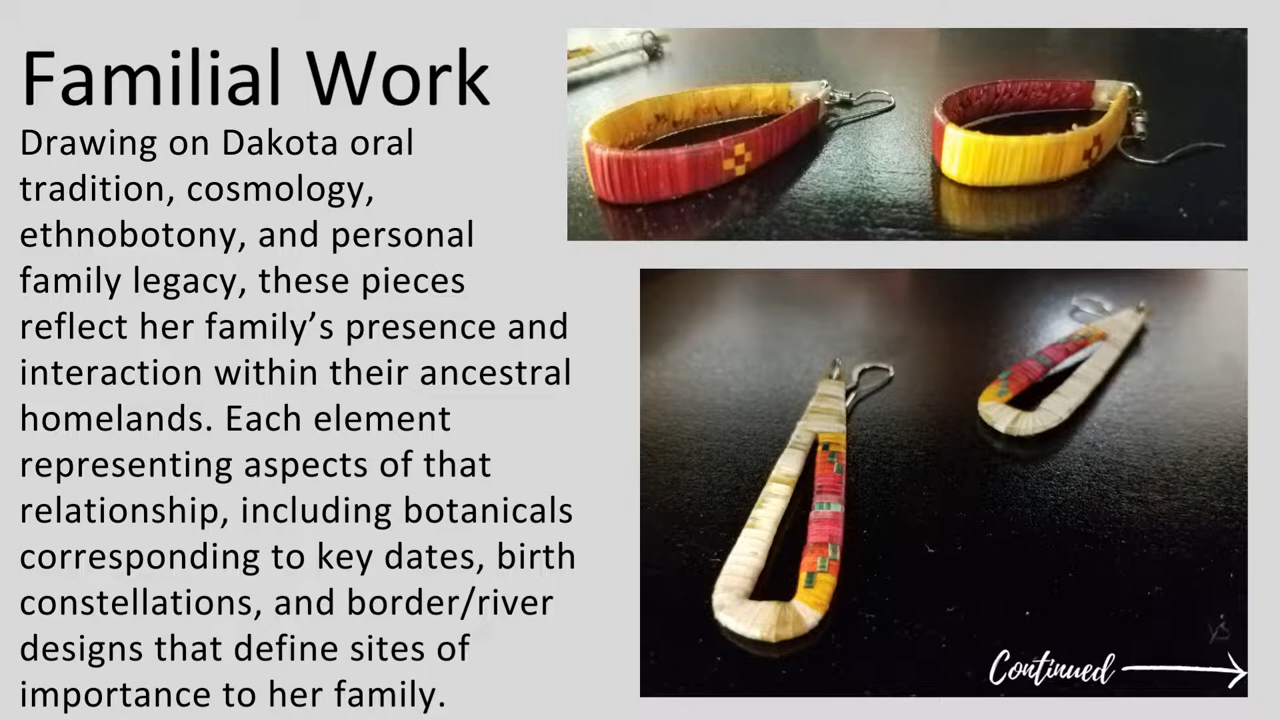 Familial Work
Drawing on Dakota oral
tradition, cosmology,
ethnobotony, and personal
family legacy, these pieces
reflect her family’s presence and
interaction within their ancestral
homelands. Each element
representing aspects of that
relationship, including botanicals
corresponding to key dates, birth
constellations, and border/river
designs that define sites of
importance to her family.
Continued